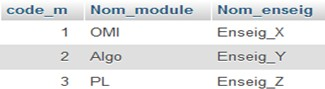 code_m Nom_module Nom_enseig
1 OMI Enseig_X
2 Algo Enseig_Y
3 PL Enseig_Z